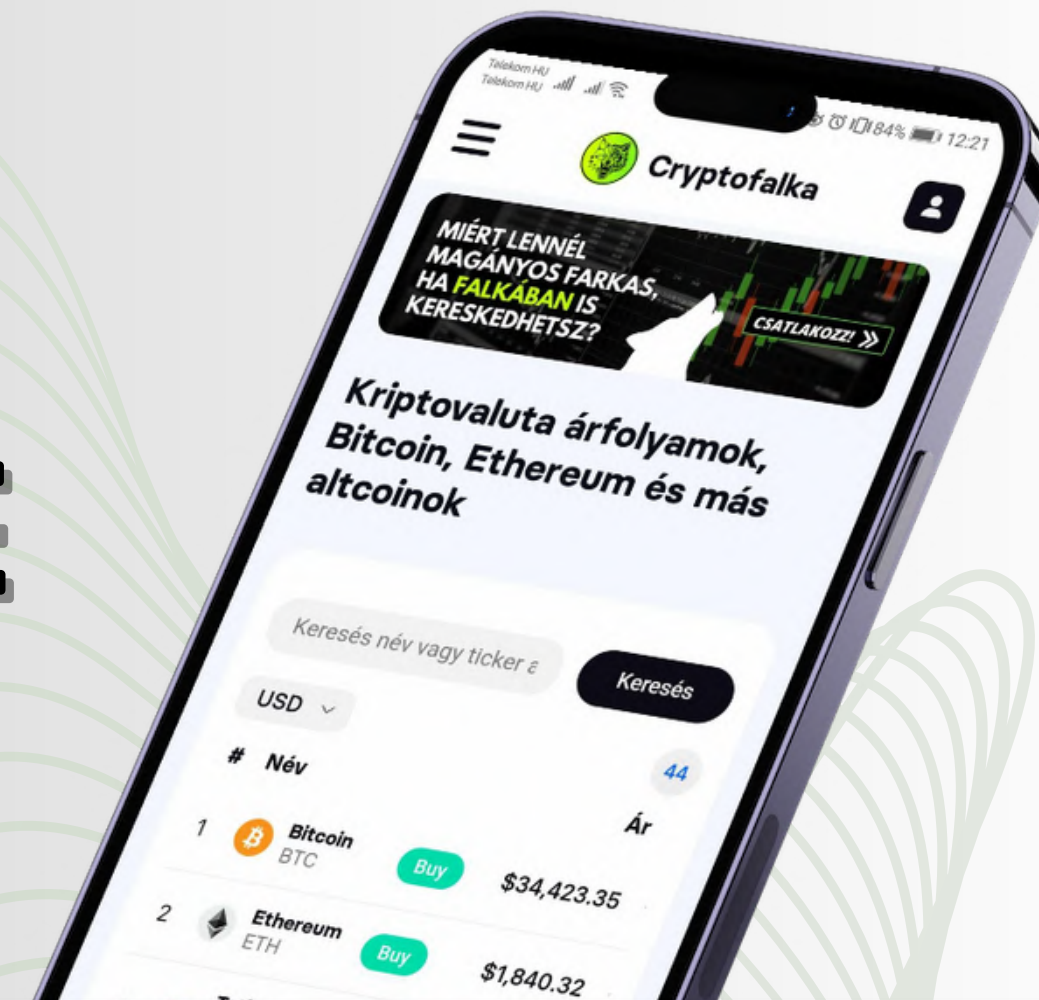 Telekom HU
Telekom HU
84% 12:21
Cryptofalka
MIÉRT LENNÉL
MAGÁNYOS FARKAS,
HA FALKÁBAN IS
KERESKEDHETSZ?
CSATLAKOZZ!
Kriptovaluta árfolyamok,
Bitcoin, Ethereum és más
altcoinok
Keresés név vagy ticker a
Keresés
USD
44
# Név
Ár
1 Bitcoin
BTC
Buy
$34,423.35
2 Ethereum
ETH
Buy
$1,840.32